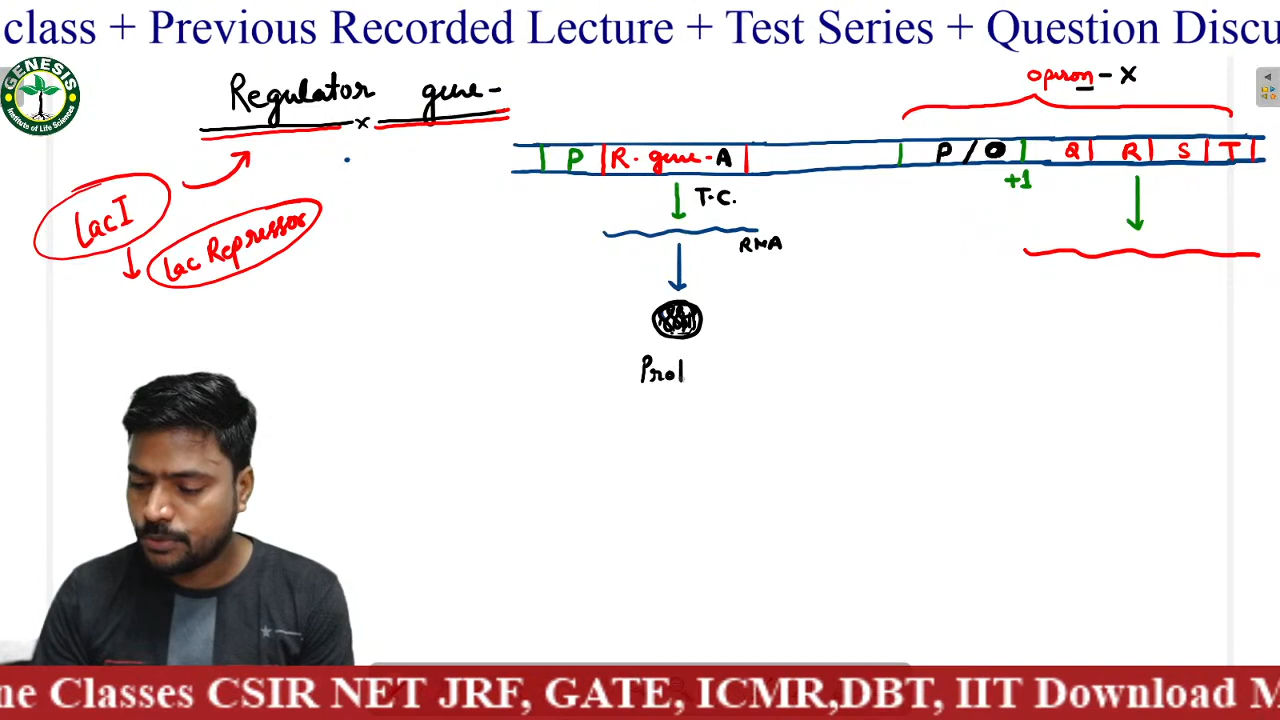 class + Previous Recorded Lecture + Test Series + Question Discu
GENESIS
Institute of Life Sciences
Regulator gene-
x
operon - X
P R. gene-A
P / O Q R S T
+1
LacI
Lac Repressor
T.C.
RNA
Prol
ne Classes CSIR NET JRF, GATE, ICMR,DBT, IIT Download M